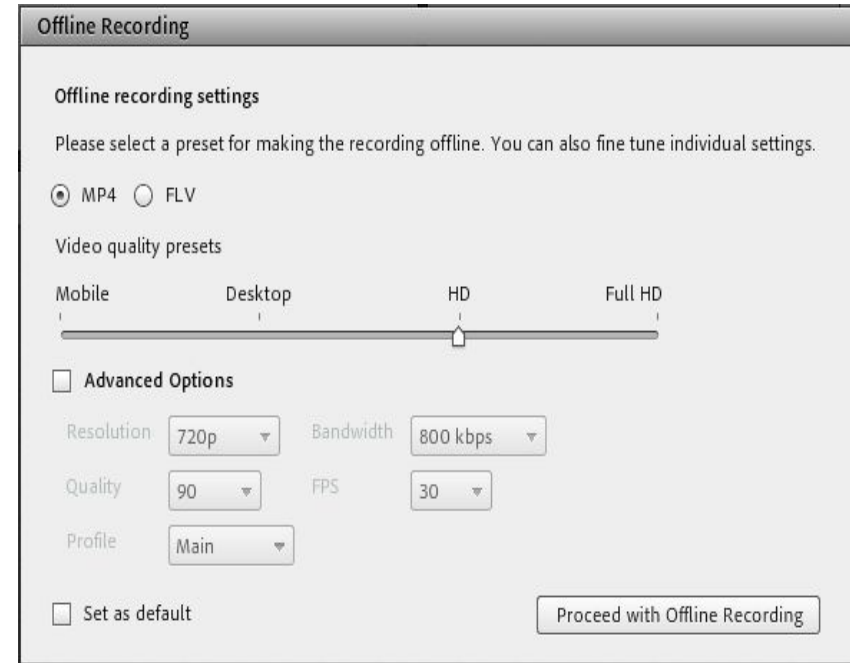 Offline Recording
Offline recording settings
Please select a preset for making the recording offline. You can also fine tune individual settings.
MP4 FLV
Video quality presets
Mobile Desktop HD Full HD
Advanced Options
Resolution 720p Bandwidth 800 kbps
Quality 90 FPS 30
Profile Main
Set as default Proceed with Offline Recording